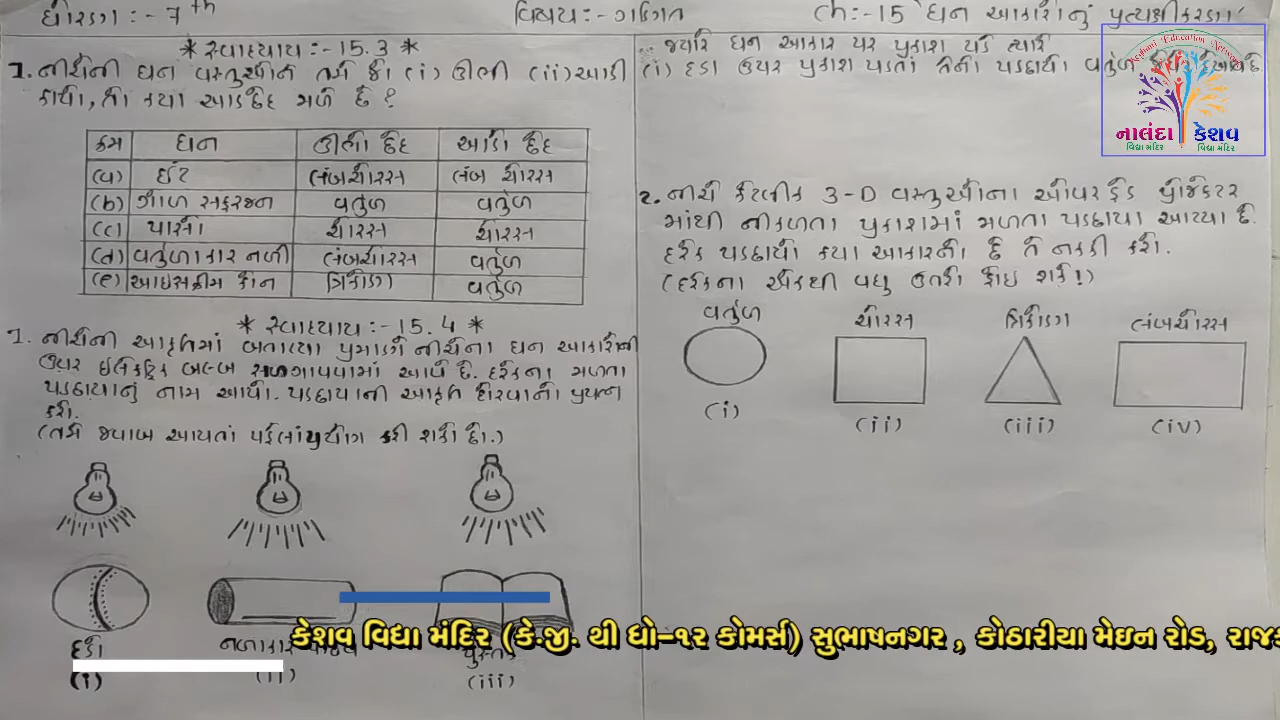 ધોરણ :- 7th વિષય :- ગણિત Ch:-15 ઘન આકારોનું પ્રત્યક્ષીકરણ
* સ્વાધ્યાય :- 15.3 *
1. નીચેની ઘન વસ્તુઓને તમે જો (i) ઊભી (ii) આડી
કાપો, તો કયા આડછેદ મળે છે?
ક્રમ ઘન ઊભો છેદ આડો છેદ
(a) ઈંટ લંબચોરસ લંબ ચોરસ
(b) ગોળ સફરજન વર્તુળ વર્તુળ
(c) પાસો ચોરસ ચોરસ
(d) વર્તુળાકાર નળી લંબચોરસ વર્તુળ
(e) આઇસક્રીમ કોન ત્રિકોણ વર્તુળ
* સ્વાધ્યાય :- 15.4 *
1. નીચેની આકૃતિમાં બતાવ્યા પ્રમાણે નીચેના ઘન આકારોની
ઉપર ઇલેક્ટ્રિક બલ્બ સળગાવવામાં આવે છે. દરેકના મળતા
પડછાયાનું નામ આપો. પડછાયાની આકૃતિ દોરવાનો પ્રયત્ન
કરો.
(તમે જવાબ આપતાં પહેલાં પ્રયોગ કરી શકો છો.)
દડો
(i)
નળાકાર
(ii)
પુસ્તક
(iii)
.. જ્યારે ઘન આકાર પર પ્રકાશ પડે ત્યારે
(i) દડા ઉપર પ્રકાશ પડતાં તેનો પડછાયો વર્તુળ જેવો દેખાય છે
2. નીચે કેટલીક 3-D વસ્તુઓના ઓવર હેડ પ્રોજેક્ટર
માંથી નીકળતા પ્રકાશમાં મળતા પડછાયા આપ્યા છે.
દરેક પડછાયો કયા આકારનો છે તે નક્કી કરો.
(દરેકના એકથી વધુ ઉત્તરો હોઇ શકે!)
વર્તુળ ચોરસ ત્રિકોણ લંબચોરસ
(i) (ii) (iii) (iv)
Education Network
નાલંદા કેશવ
વિદ્યા મંદિર વિદ્યા મંદિર
કેશવ વિદ્યા મંદિર (કે.જી. થી ધો-૧૨ કોમર્સ) સુભાષનગર , કોઠારીયા મેઇન રોડ,